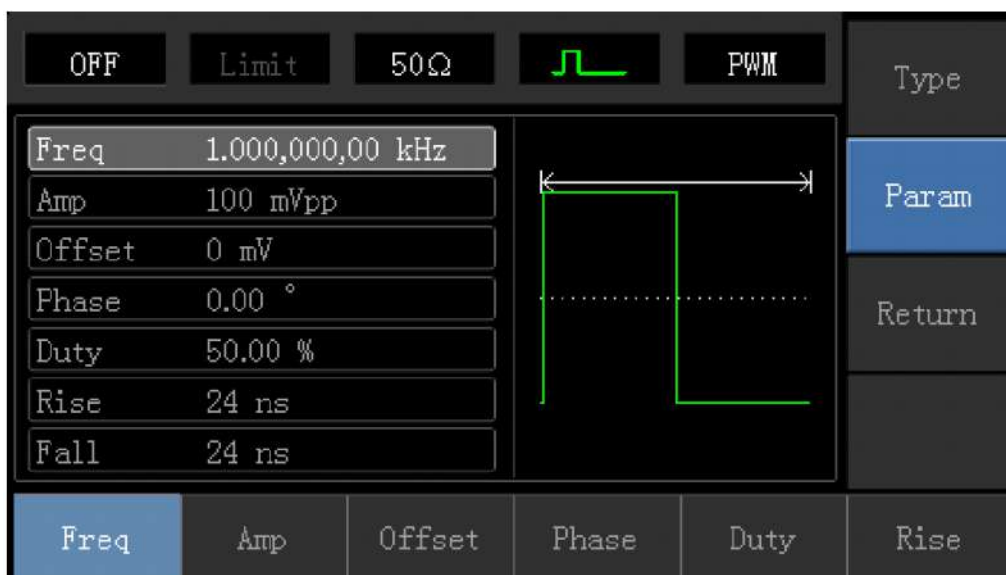 OFF Limit 50Ω PWM
Type
Freq 1.000,000,00 kHz
Amp 100 mVpp
Param
Offset 0 mV
Phase 0.00 °
Return
Duty 50.00 %
Rise 24 ns
Fall 24 ns
Freq Amp Offset Phase Duty Rise